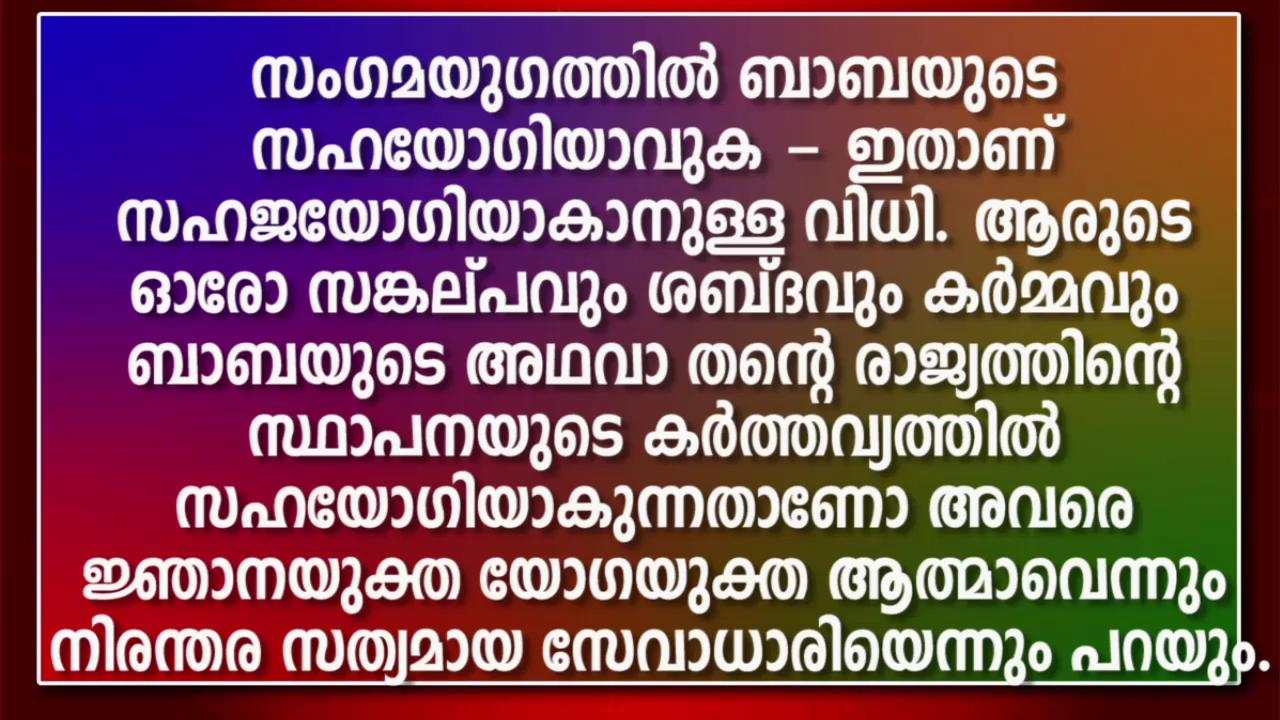 സംഗമയുഗത്തിൽ ബാബയുടെ
സഹയോഗിയാവുക – ഇതാണ്
സഹജയോഗിയാകാനുള്ള വിധി. ആരുടെ
ഓരോ സങ്കല്പവും ശബ്ദവും കർമ്മവും
ബാബയുടെ അഥവാ തന്റെ രാജ്യത്തിന്റെ
സ്ഥാപനയുടെ കർത്തവ്യത്തിൽ
സഹയോഗിയാകുന്നതാണോ അവരെ
ജ്ഞാനയുക്ത യോഗയുക്ത ആത്മാവെന്നും
നിരന്തര സത്യമായ സേവാധാരിയെന്നും പറയും.